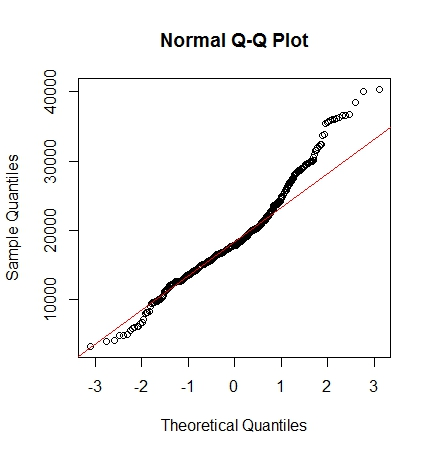 Normal Q-Q Plot
Sample Quantiles
40000
30000
20000
10000
-3 -2 -1 0 1 2 3
Theoretical Quantiles